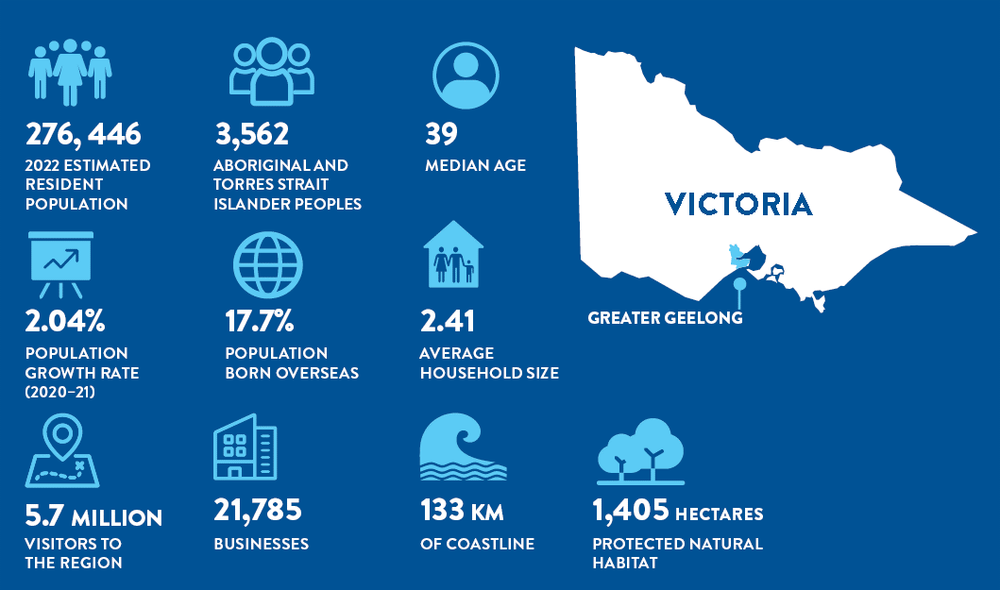 276, 446
2022 ESTIMATED
RESIDENT
POPULATION
3,562
ABORIGINAL AND
TORRES STRAIT
ISLANDER PEOPLES
39
MEDIAN AGE
VICTORIA
GREATER GEELONG
2.04%
POPULATION
GROWTH RATE
(2020–21)
17.7%
POPULATION
BORN OVERSEAS
2.41
AVERAGE
HOUSEHOLD SIZE
5.7 MILLION
VISITORS TO
THE REGION
21,785
BUSINESSES
133 KM
OF COASTLINE
1,405 HECTARES
PROTECTED NATURAL
HABITAT